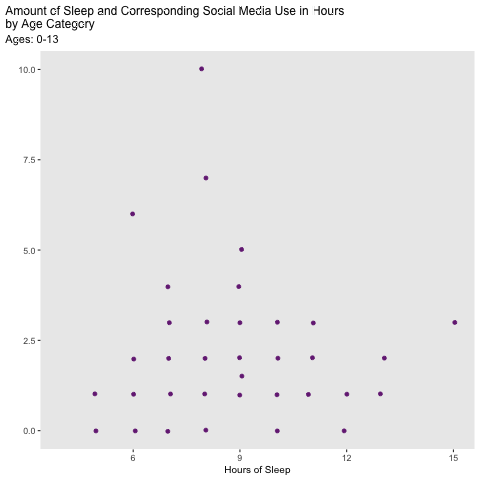 Amount of Sleep and Corresponding Social Media Use in Hours
by Age Category
Ages: 0-13
10.0
7.5
5.0
2.5
0.0
6 9 12 15
Hours of Sleep